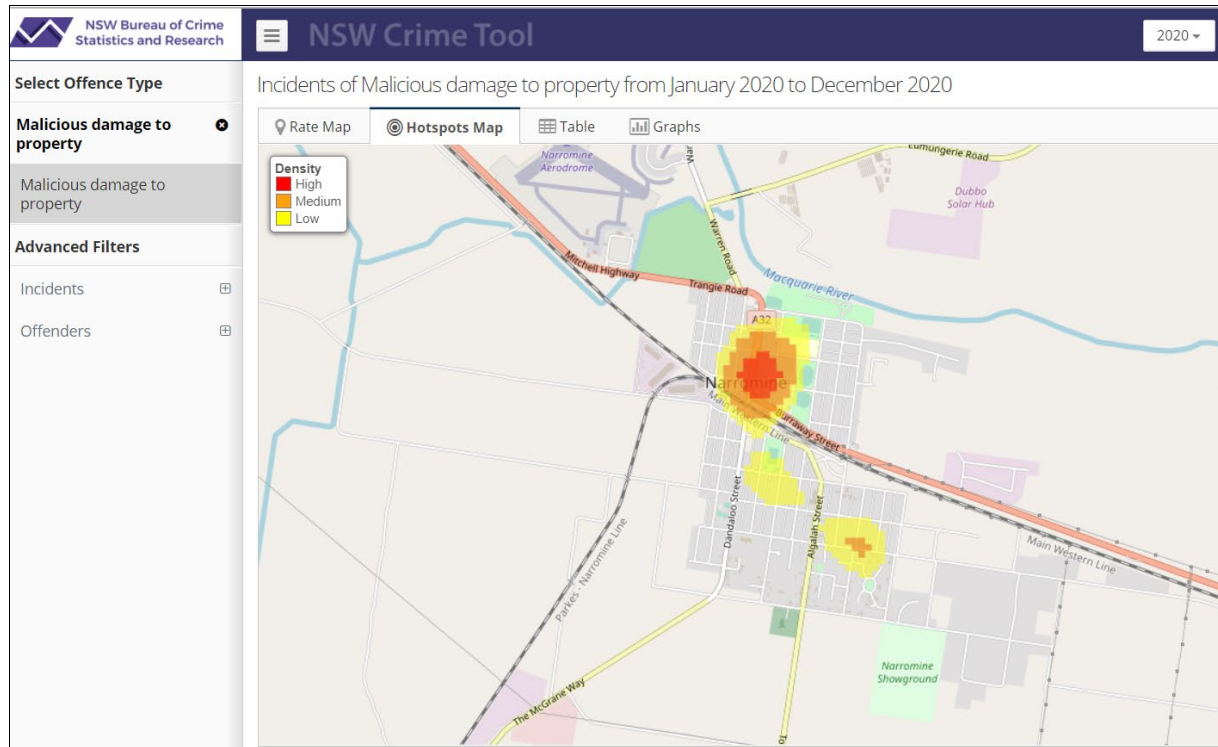 NSW Bureau of Crime
Statistics and Research
NSW Crime Tool
2020
Select Offence Type
Malicious damage to
property
Malicious damage to
property
Advanced Filters
Incidents
Offenders
Incidents of Malicious damage to property from January 2020 to December 2020
Rate Map
Hotspots Map
Table
Graphs
Density
High
Medium
Low
Narromine
Aerodrome
War
Eumungerie Road
Dubbo
Solar Hub
Warren Road
Mitchell Highway
Trangie Road
Macquarie River
A32
Narromine
Main Western Line
Burraway Street
Dandaloo Street
Algalah Street
Main Western Line
Parkes - Narromine Line
Narromine
Showground
The McGrane Way
To